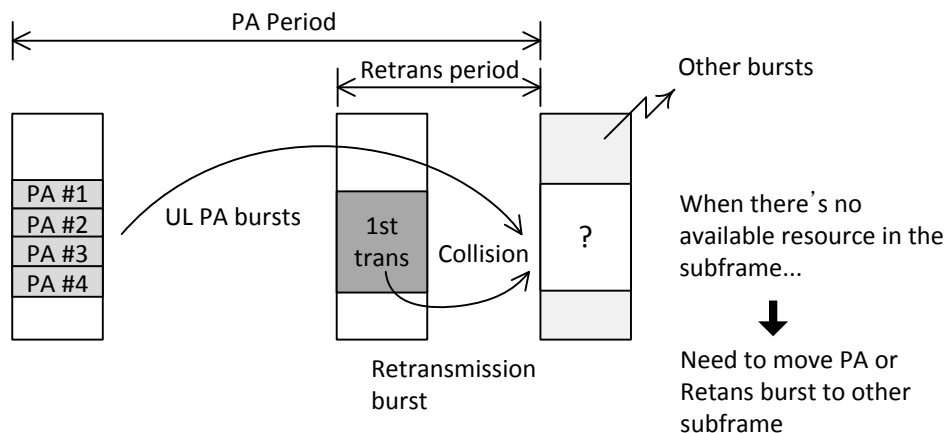 PA Period
Retrans period
Other bursts
PA #1
PA #2
PA #3
PA #4
UL PA bursts
1st
trans
Collision
?
When there's no
available resource in the
subframe...
Retransmission
burst
Need to move PA or
Retans burst to other
subframe